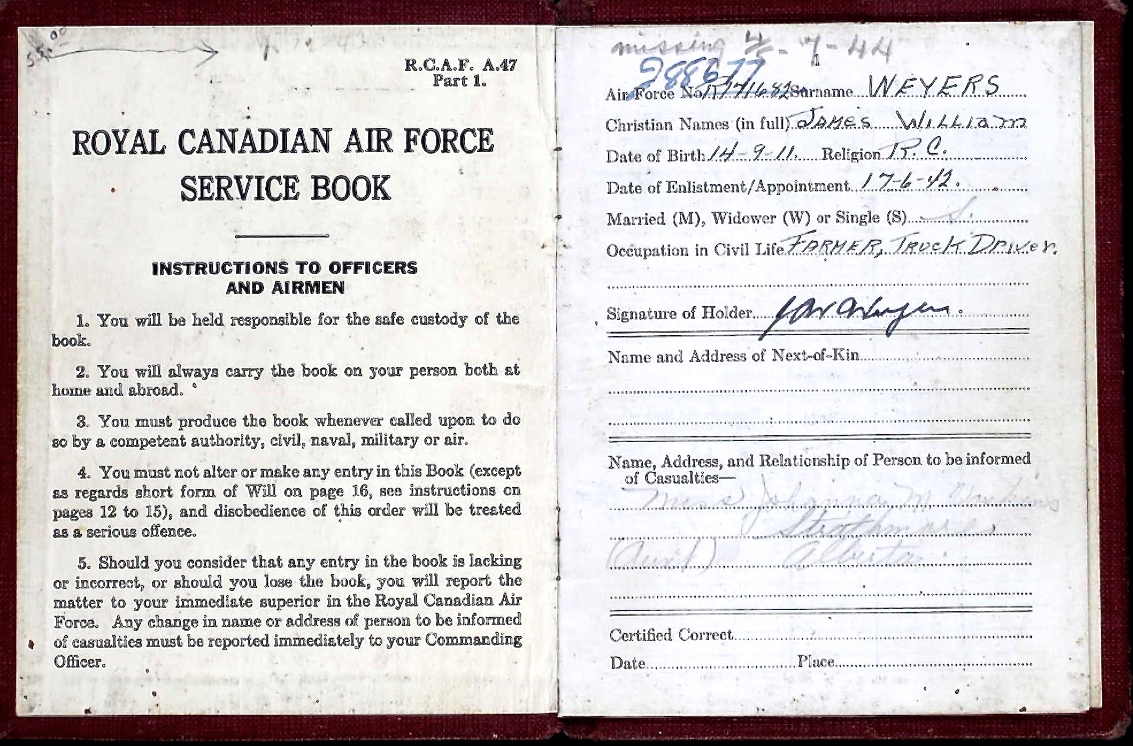 55.00
R.C.A.F. A.47
Part 1.
ROYAL CANADIAN AIR FORCE
SERVICE BOOK
INSTRUCTIONS TO OFFICERS
AND AIRMEN
1. You will be held responsible for the safe custody of the
book.
2. You will always carry the book on your person both at
home and abroad.
3. You must produce the book whenever called upon to do
so by a competent authority, civil, naval, military or air.
4. You must not alter or make any entry in this Book (except
as regards short form of Will on page 16, see instructions on
pages 12 to 15), and disobedience of this order will be treated
as a serious offence.
5. Should you consider that any entry in the book is lacking
or incorrect, or should you lose the book, you will report the
matter to your immediate superior in the Royal Canadian Air
Force. Any change in name or address of person to be informed
of casualties must be reported immediately to your Commanding
Officer.
missing 4/5-7-44
288677
Air Force No. R171682 Surname WEYERS
Christian Names (in full) JAMES WILLIAM
Date of Birth 14-9-11. Religion R.C.
Date of Enlistment/Appointment 17-6-42.
Married (M), Widower (W) or Single (S) S.
Occupation in Civil Life FARMER, TRUCK DRIVER.
Signature of Holder JW Weyers.
Name and Address of Next-of-Kin
Name, Address, and Relationship of Person to be informed
of Casualties—
Miss Johanna M.
Strathmore
(Aunt) Alberta.
Certified Correct
Date Place